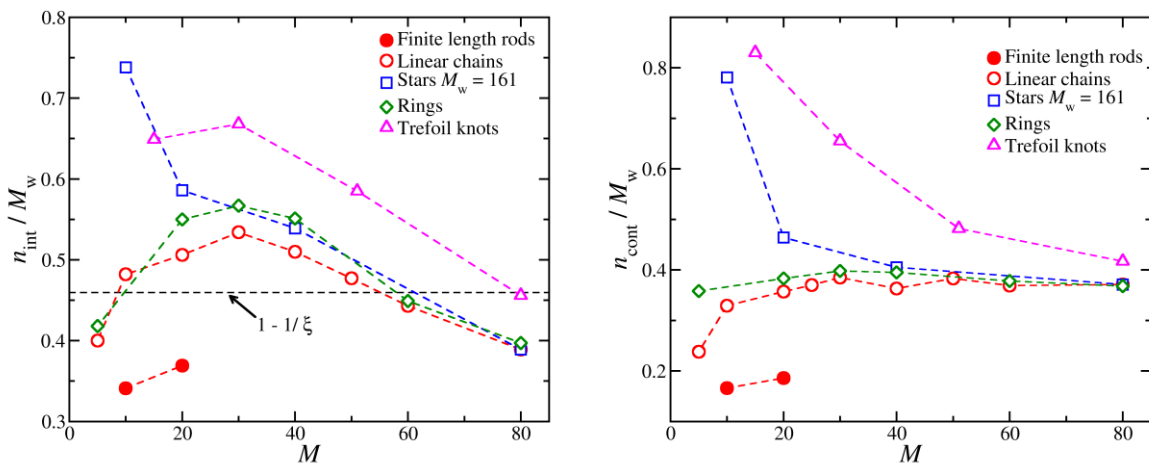 0.8
0.7
0.6
0.5
0.4
0.3
n_int / M_w
Finite length rods
Linear chains
Stars M_w = 161
Rings
Trefoil knots
1 - 1/ ξ
0 20 40 60 80
M
0.8
0.6
0.4
0.2
n_cont / M_w
Finite length rods
Linear chains
Stars M_w = 161
Rings
Trefoil knots
0 20 40 60 80
M